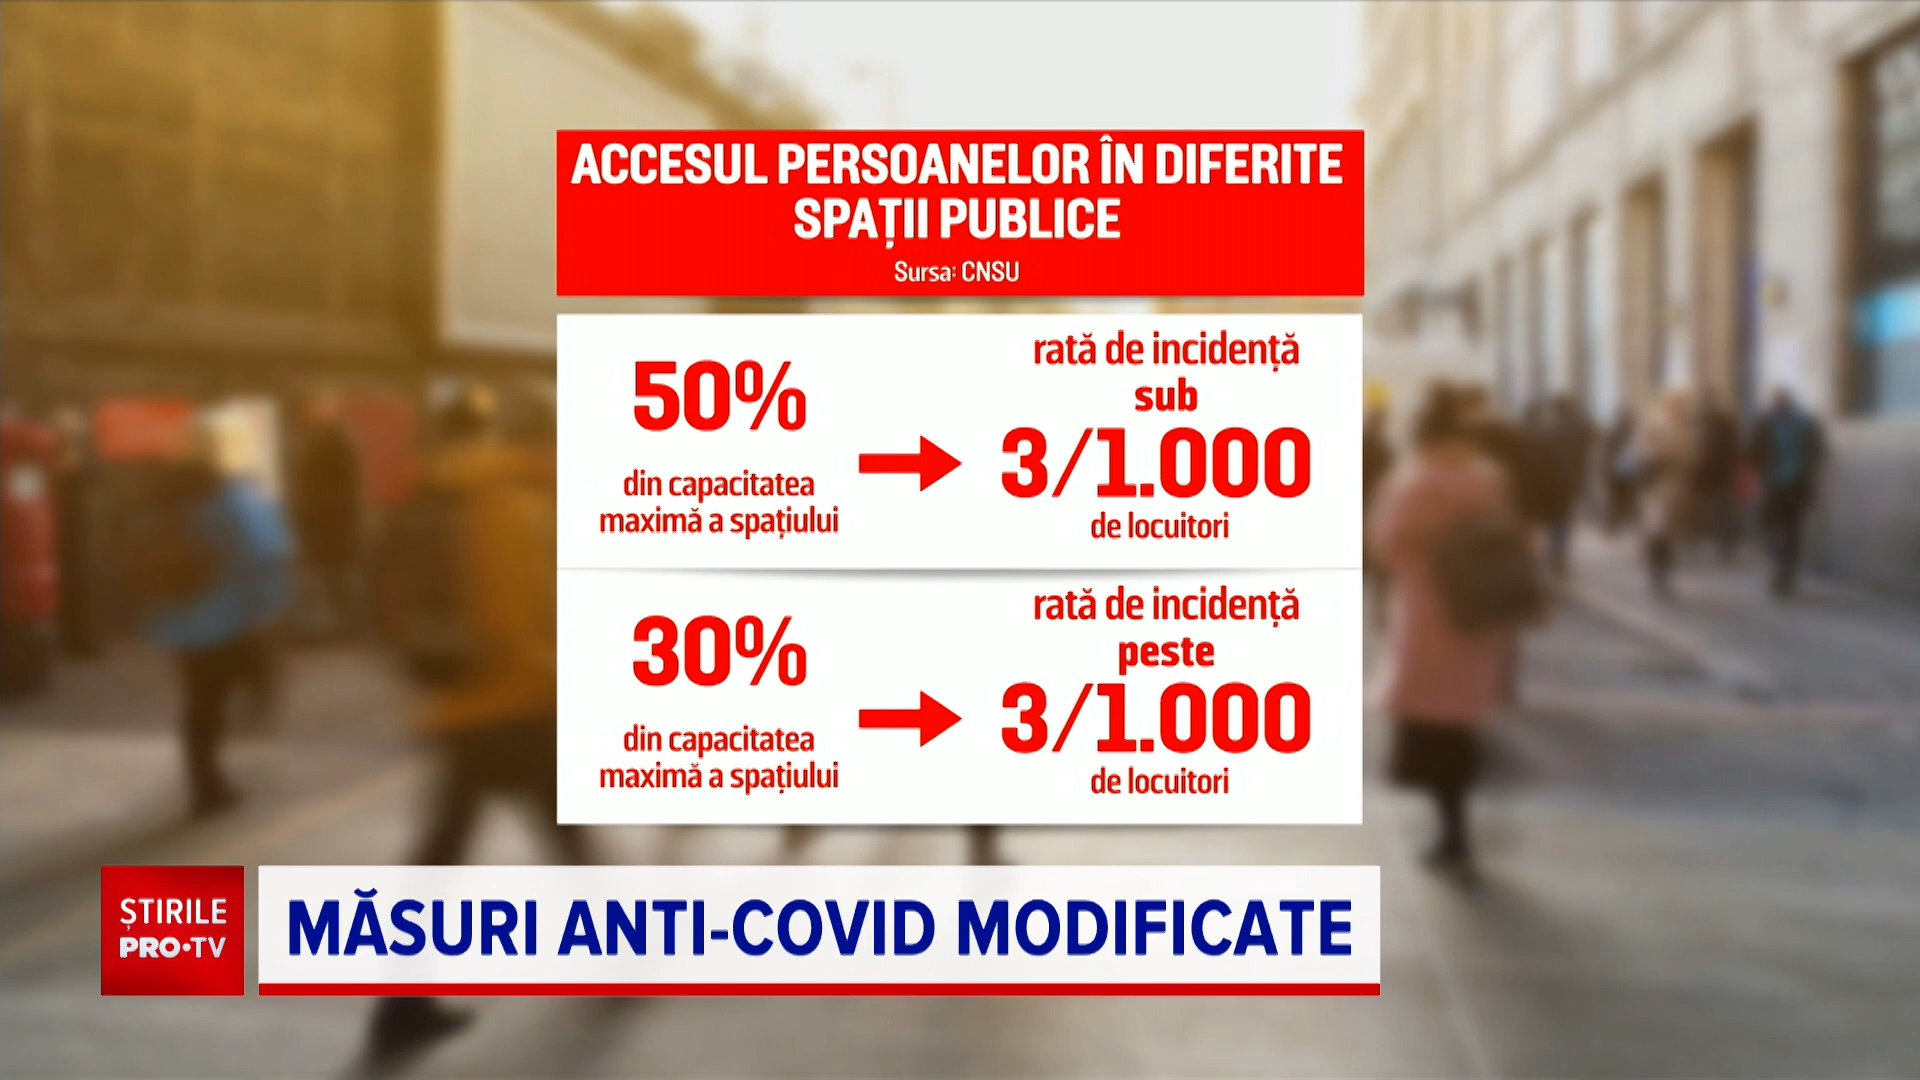 ACCESUL PERSOANELOR ÎN DIFERITE
SPAȚII PUBLICE
Sursa: CNSU
50%
din capacitatea
maximă a spațiului
rată de incidență
sub
3/1.000
de locuitori
30%
din capacitatea
maximă a spațiului
rată de incidență
peste
3/1.000
de locuitori
ȘTIRILE
PRO•TV
MĂSURI ANTI-COVID MODIFICATE